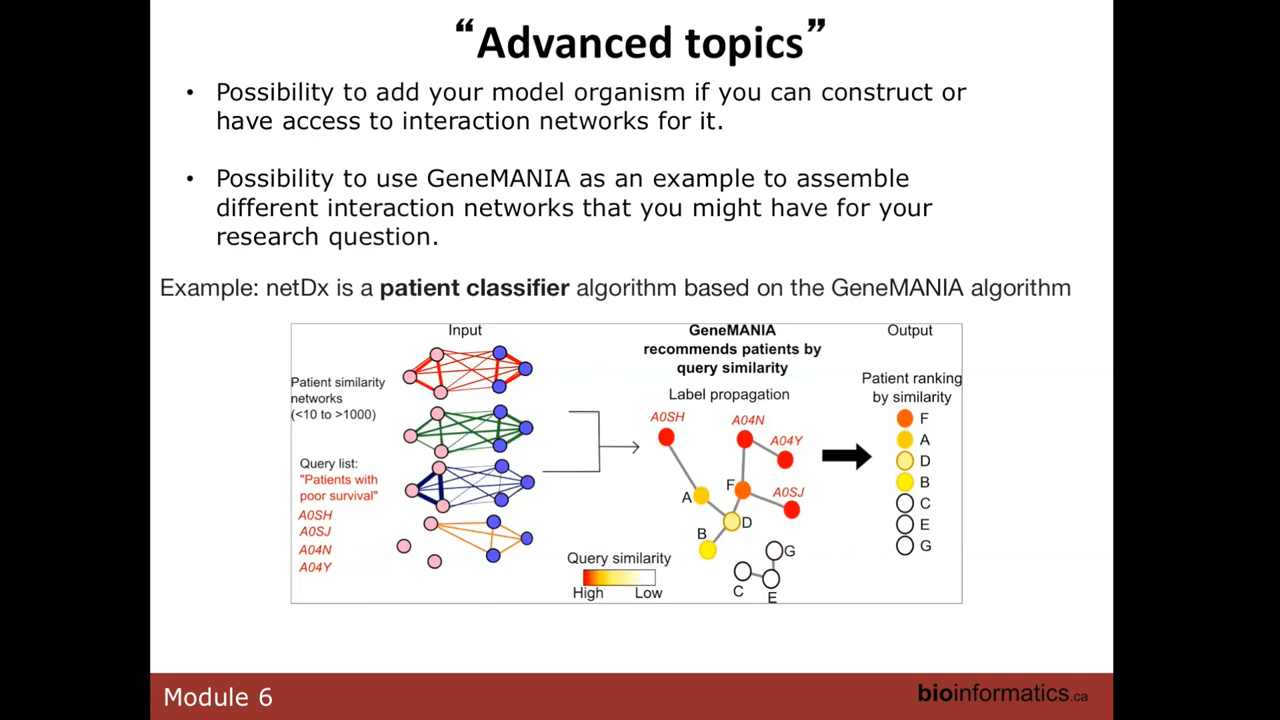 “Advanced topics”
• Possibility to add your model organism if you can construct or
have access to interaction networks for it.
• Possibility to use GeneMANIA as an example to assemble
different interaction networks that you might have for your
research question.
Example: netDx is a patient classifier algorithm based on the GeneMANIA algorithm
Input
Patient similarity
networks
(<10 to >1000)
Query list:
"Patients with
poor survival"
A0SH
A0SJ
A04N
A04Y
GeneMANIA
recommends patients by
query similarity
Label propagation
A0SH
A04N
A04Y
F
A0SJ
A
D
B
G
C
E
Query similarity
High Low
Output
Patient ranking
by similarity
F
A
D
B
C
E
G
Module 6
bioinformatics.ca